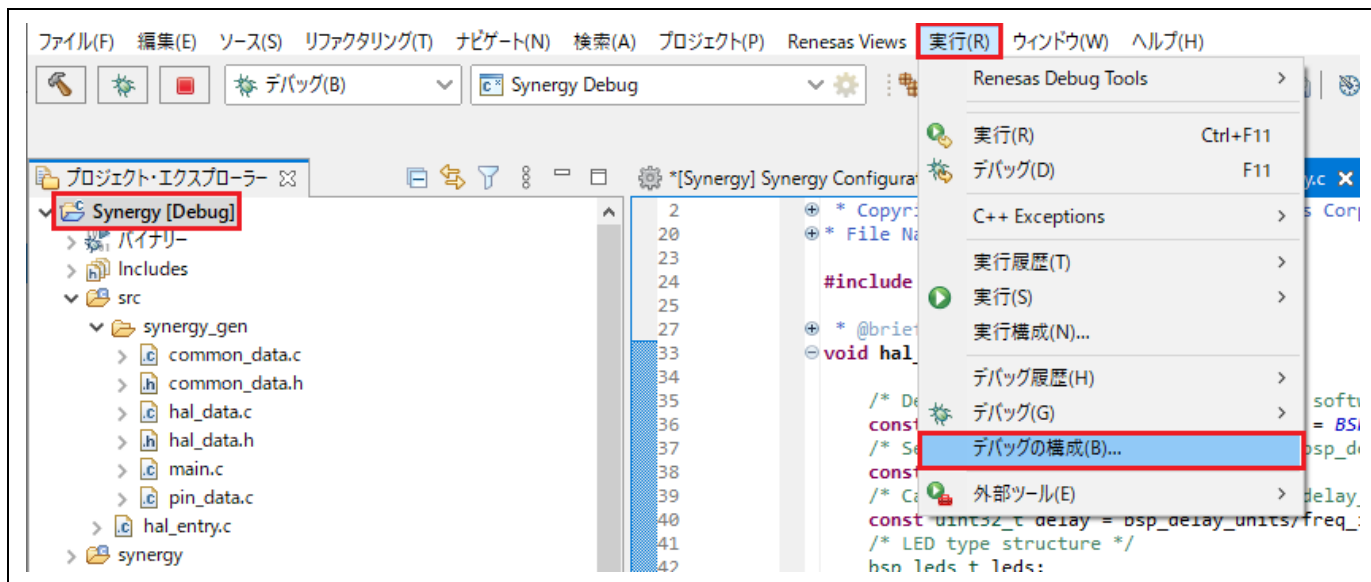 ファイル(F) 編集(E) ソース(S) リファクタリング(T) ナビゲート(N) 検索(A) プロジェクト(P) Renesas Views 実行(R) ウィンドウ(W) ヘルプ(H)
デバッグ(B) Synergy Debug
Renesas Debug Tools
実行(R) Ctrl+F11
デバッグ(D) F11
C++ Exceptions
実行履歴(T)
実行(S)
実行構成(N)...
デバッグ履歴(H)
デバッグ(G)
デバッグの構成(B)...
外部ツール(E)
プロジェクト・エクスプローラー
Synergy [Debug]
バイナリー
Includes
src
synergy_gen
common_data.c
common_data.h
hal_data.c
hal_data.h
main.c
pin_data.c
hal_entry.c
synergy
*[Synergy] Synergy Configurat y.c
2 * Copyri s Corp
20 * File Na
23
24 #include
25
27 * @brief
33 void hal_
34
35 /* De softw
36 const = BSP
37 /* Se bsp_de
38 const
39 /* Ca delay_
40 const uint32_t delay = bsp_delay_units/freq_i
41 /* LED type structure */
42 bsp_leds_t leds;